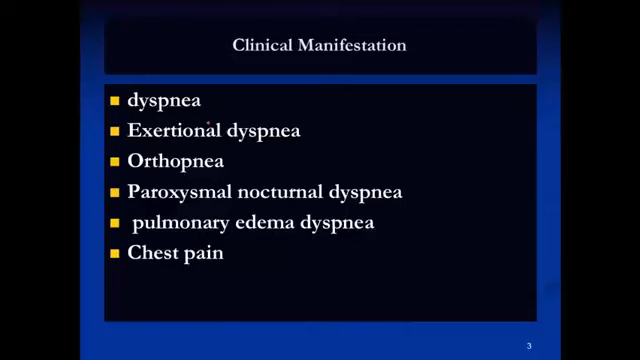 Clinical Manifestation
dyspnea
Exertional dyspnea
Orthopnea
Paroxysmal nocturnal dyspnea
pulmonary edema dyspnea
Chest pain
3